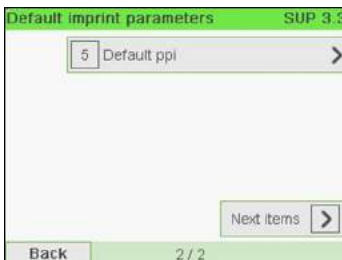 Default imprint parameters SUP 3.3
5 Default ppi
Next items
Back 2 / 2